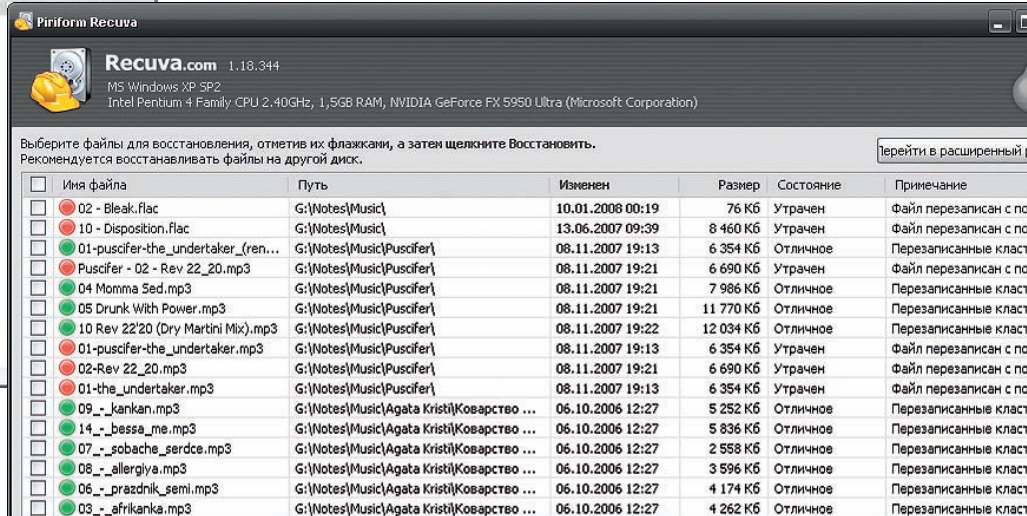 Piriform Recuva
Recuva.com 1.18.344
MS Windows XP SP2
Intel Pentium 4 Family CPU 2.40GHz, 1,5GB RAM, NVIDIA GeForce FX 5950 Ultra (Microsoft Corporation)
Выберите файлы для восстановления, отметив их флажками, а затем щелкните Восстановить.
Рекомендуется восстанавливать файлы на другой диск.
Перейти в расширенный
Имя файла Путь Изменен Размер Состояние Примечание
02 - Bleak.flac G:\Notes\Music\ 10.01.2008 00:19 76 Кб Утрачен Файл перезаписан с по
10 - Disposition.flac G:\Notes\Music\ 13.06.2007 09:39 8 460 Кб Утрачен Файл перезаписан с по
01-puscifer-the_undertaker_(ren... G:\Notes\Music\Puscifer\ 08.11.2007 19:13 6 354 Кб Отличное Перезаписанные класт
Puscifer - 02 - Rev 22_20.mp3 G:\Notes\Music\Puscifer\ 08.11.2007 19:21 6 690 Кб Утрачен Файл перезаписан с по
04 Momma Sed.mp3 G:\Notes\Music\Puscifer\ 08.11.2007 19:21 7 986 Кб Отличное Перезаписанные класт
05 Drunk With Power.mp3 G:\Notes\Music\Puscifer\ 08.11.2007 19:21 11 770 Кб Отличное Перезаписанные класт
10 Rev 22'20 (Dry Martini Mix).mp3 G:\Notes\Music\Puscifer\ 08.11.2007 19:22 12 034 Кб Отличное Перезаписанные класт
01-puscifer-the_undertaker.mp3 G:\Notes\Music\Puscifer\ 08.11.2007 19:13 6 354 Кб Утрачен Файл перезаписан с по
02-Rev 22_20.mp3 G:\Notes\Music\Puscifer\ 08.11.2007 19:21 6 690 Кб Утрачен Файл перезаписан с по
01-the_undertaker.mp3 G:\Notes\Music\Puscifer\ 08.11.2007 19:13 6 354 Кб Утрачен Файл перезаписан с по
09_-_kankan.mp3 G:\Notes\Music\Agata Kristi\Коварство ... 06.10.2006 12:27 5 252 Кб Отличное Перезаписанные класт
14_-_bessa_me.mp3 G:\Notes\Music\Agata Kristi\Коварство ... 06.10.2006 12:27 5 836 Кб Отличное Перезаписанные класт
07_-_sobache_serdce.mp3 G:\Notes\Music\Agata Kristi\Коварство ... 06.10.2006 12:27 2 558 Кб Отличное Перезаписанные класт
08_-_allergiya.mp3 G:\Notes\Music\Agata Kristi\Коварство ... 06.10.2006 12:27 3 596 Кб Отличное Перезаписанные класт
06_-_prazdnik_semi.mp3 G:\Notes\Music\Agata Kristi\Коварство ... 06.10.2006 12:27 4 174 Кб Отличное Перезаписанные класт
03_-_afrikanka.mp3 G:\Notes\Music\Agata Kristi\Коварство ... 06.10.2006 12:27 4 262 Кб Отличное Перезаписанные класт